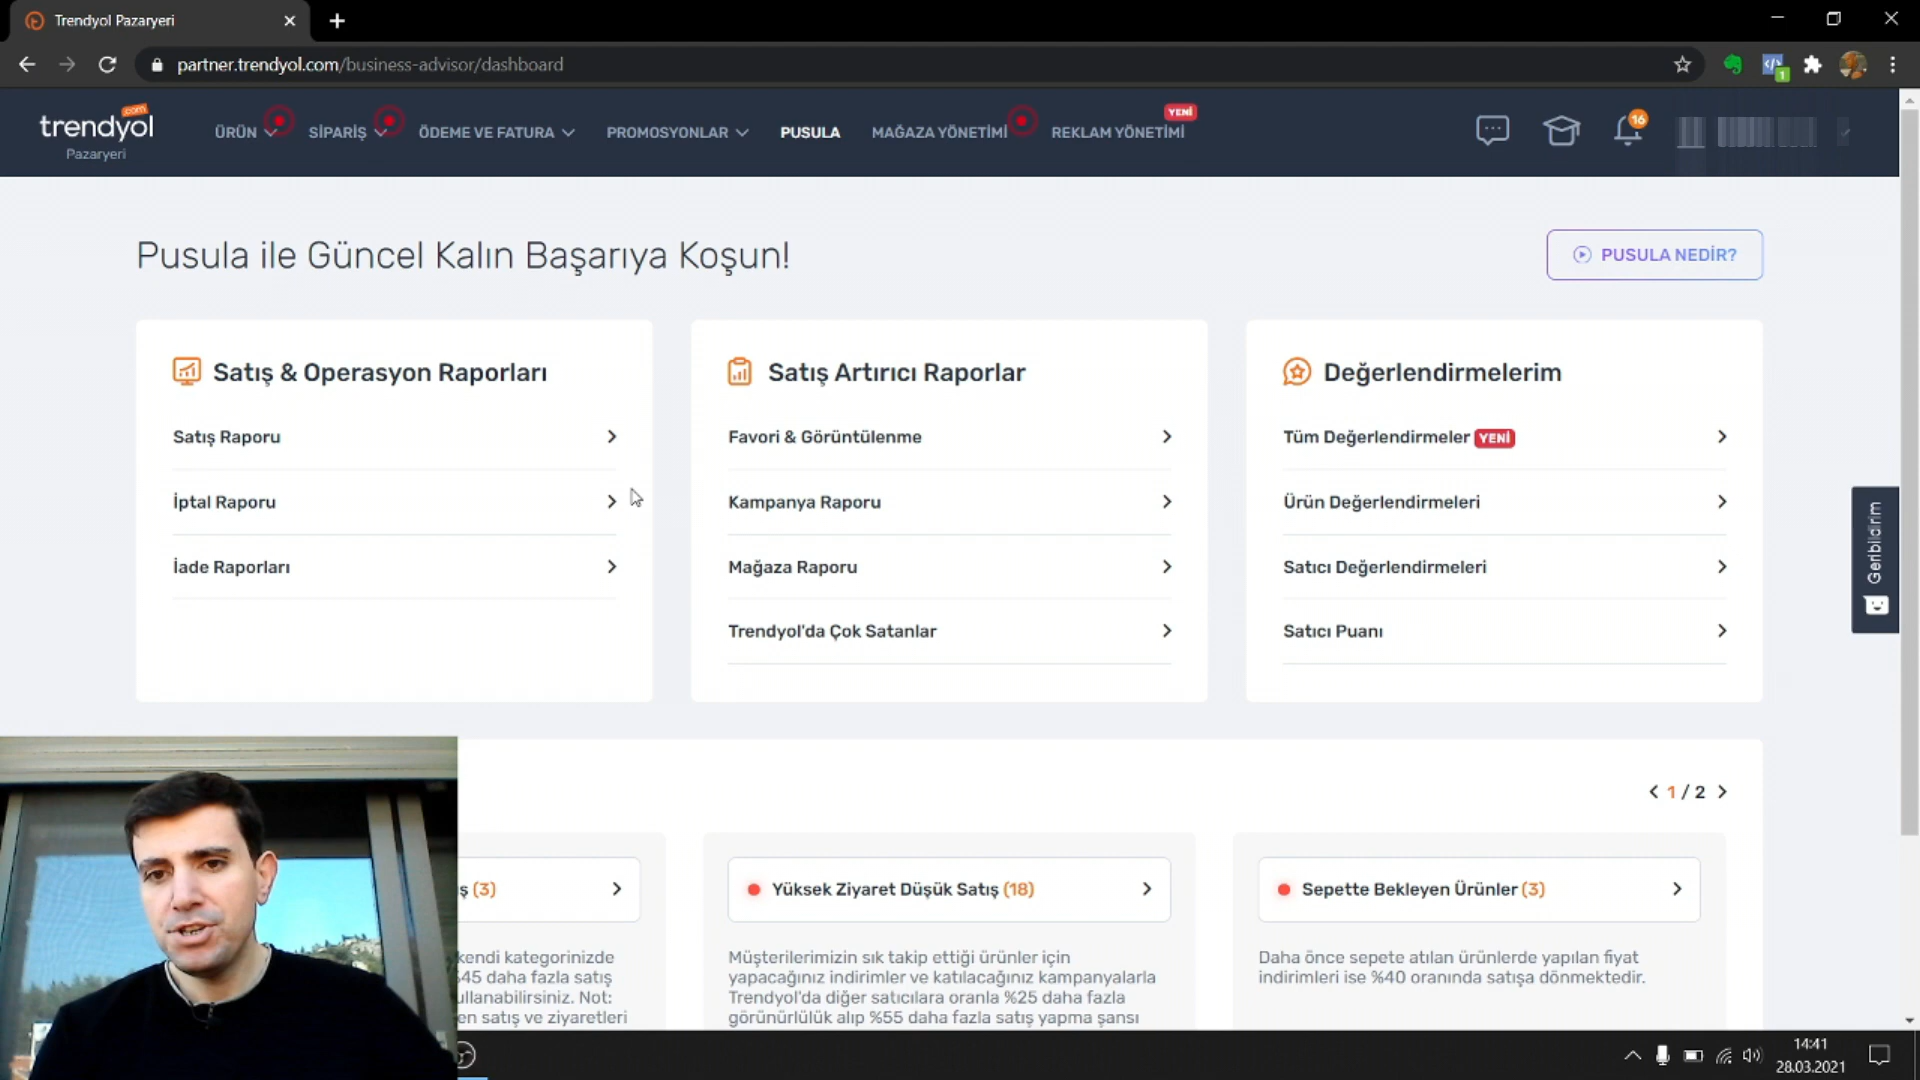 Trendyol Pazaryeri
partner.trendyol.com/business-advisor/dashboard
trendyol
.com
Pazaryeri
ÜRÜN
SİPARİŞ
ÖDEME VE FATURA
PROMOSYONLAR
PUSULA
MAĞAZA YÖNETİMİ
YENİ
REKLAM YÖNETİMİ
16
1
Pusula ile Güncel Kalın Başarıya Koşun!
PUSULA NEDİR?
Satış & Operasyon Raporları
Satış Raporu
İptal Raporu
İade Raporları
Satış Artırıcı Raporlar
Favori & Görüntülenme
Kampanya Raporu
Mağaza Raporu
Trendyol'da Çok Satanlar
Değerlendirmelerim
Tüm Değerlendirmeler YENİ
Ürün Değerlendirmeleri
Satıcı Değerlendirmeleri
Satıcı Puanı
Geribildirim
1 / 2
ş (3)
kendi kategorinizde
%45 daha fazla satış
ullanabilirsiniz. Not:
en satış ve ziyaretleri
Yüksek Ziyaret Düşük Satış (18)
Müşterilerimizin sık takip ettiği ürünler için
yapacağınız indirimler ve katılacağınız kampanyalarla
Trendyol'da diğer satıcılara oranla %25 daha fazla
görünürlülük alıp %55 daha fazla satış yapma şansı
Sepette Bekleyen Ürünler (3)
Daha önce sepete atılan ürünlerde yapılan fiyat
indirimleri ise %40 oranında satışa dönmektedir.
14:41
28.03.2021